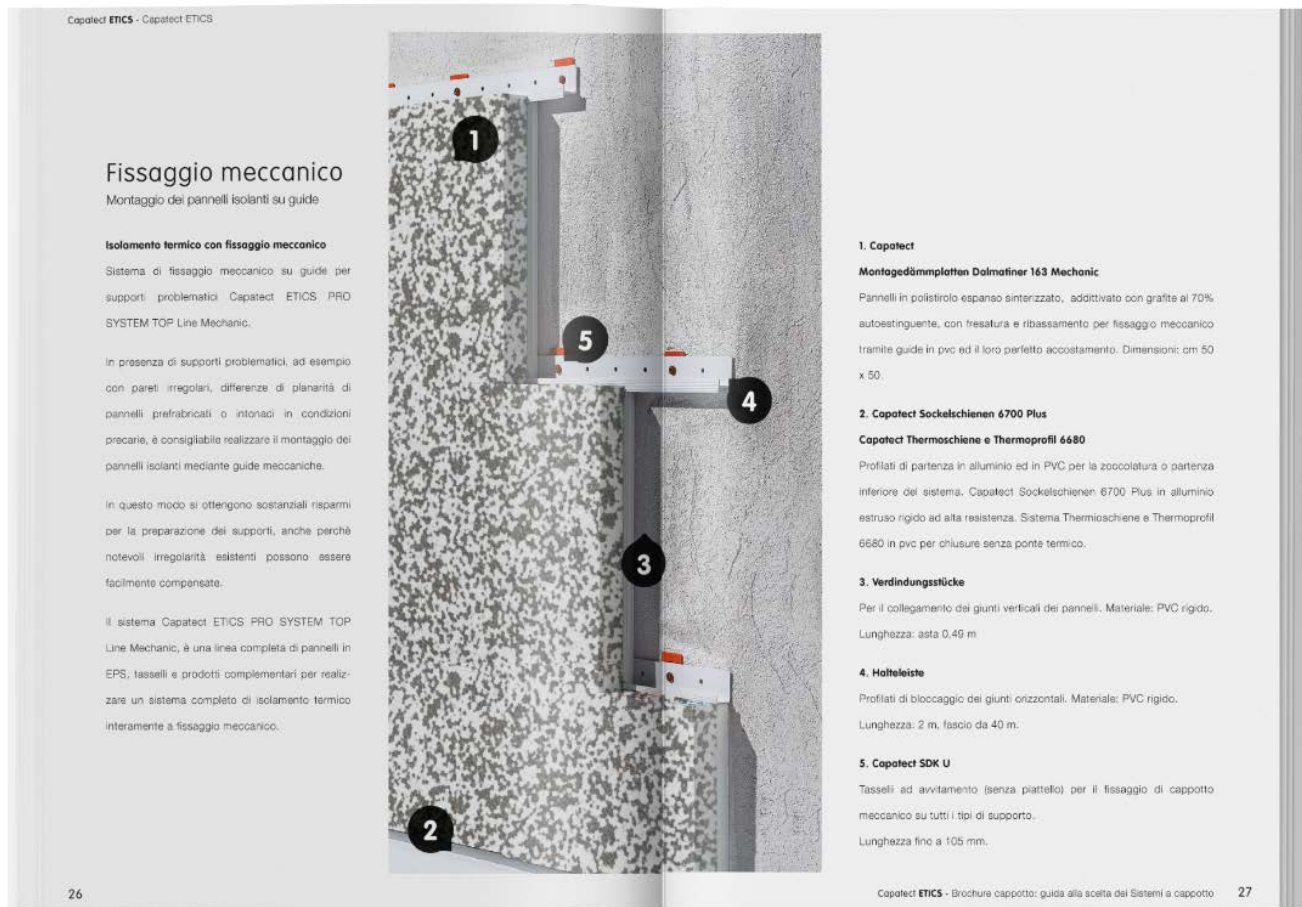 Capatect ETICS - Capatect ETICS
Fissaggio meccanico
Montaggio dei pannelli isolanti su guide
Isolamento termico con fissaggio meccanico
Sistema di fissaggio meccanico su guide per
supporti problematici Capatect ETICS PRO
SYSTEM TOP Line Mechanic.
In presenza di supporti problematici, ad esempio
con pareti irregolari, differenze di planarità di
pannelli prefrabricati o intonaci in condizioni
precarie, è consigliabile realizzare il montaggio dei
pannelli isolanti mediante guide meccaniche.
In questo modo si ottengono sostanziali risparmi
per la preparazione dei supporti, anche perchè
notevoli irregolarità esistenti possono essere
facilmente compensate.
Il sistema Capatect ETICS PRO SYSTEM TOP
Line Mechanic, è una linea completa di pannelli in
EPS, tasselli e prodotti complementari per realiz-
zare un sistema completo di isolamento termico
interamente a fissaggio meccanico.
26
1
5
4
3
2
1. Capatect
Montagedämmplatten Dalmatiner 163 Mechanic
Pannelli in polistirolo espanso sinterizzato, addittivato con grafite al 70%
autoestinguente, con fresatura e ribassamento per fissaggio meccanico
tramite guide in pvc ed il loro perfetto accostamento. Dimensioni: cm 50
x 50.
2. Capatect Sockelschienen 6700 Plus
Capatect Thermoschiene e Thermoprofil 6680
Profilati di partenza in alluminio ed in PVC per la zoccolatura o partenza
inferiore del sistema. Capatect Sockelschienen 6700 Plus in alluminio
estruso rigido ad alta resistenza. Sistema Thermioschiene e Thermoprofil
6680 in pvc per chiusure senza ponte termico.
3. Verdindungsstücke
Per il collegamento dei giunti verticali dei pannelli. Materiale: PVC rigido.
Lunghezza: asta 0,49 m
4. Halteleiste
Profilati di bloccaggio dei giunti orizzontali. Materiale: PVC rigido.
Lunghezza: 2 m, fascio da 40 m.
5. Capatect SDK U
Tasselli ad avvitamento (senza piattello) per il fissaggio di cappotto
meccanico su tutti i tipi di supporto.
Lunghezza fino a 105 mm.
Capatect ETICS - Brochure cappotto: guida alla scelta dei Sistemi a cappotto 27